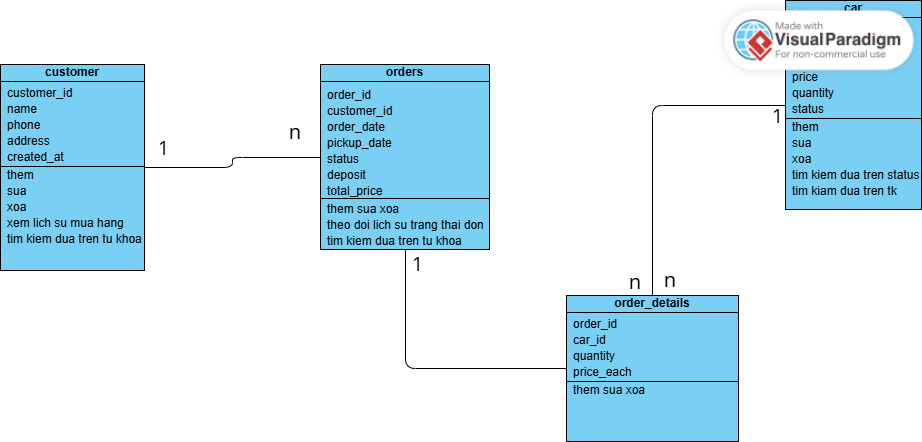 customer
customer_id
name
phone
address
created_at
them
sua
xoa
xem lich su mua hang
tim kiem dua tren tu khoa
1
n
orders
order_id
customer_id
order_date
pickup_date
status
deposit
total_price
them sua xoa
theo doi lich su trang thai don
tim kiem dua tren tu khoa
1
car
Made with
Visual Paradigm
For non-commercial use
price
quantity
status
them
sua
xoa
tim kiem dua tren status
tim kiam dua tren tk
1
n
n
order_details
order_id
car_id
quantity
price_each
them sua xoa